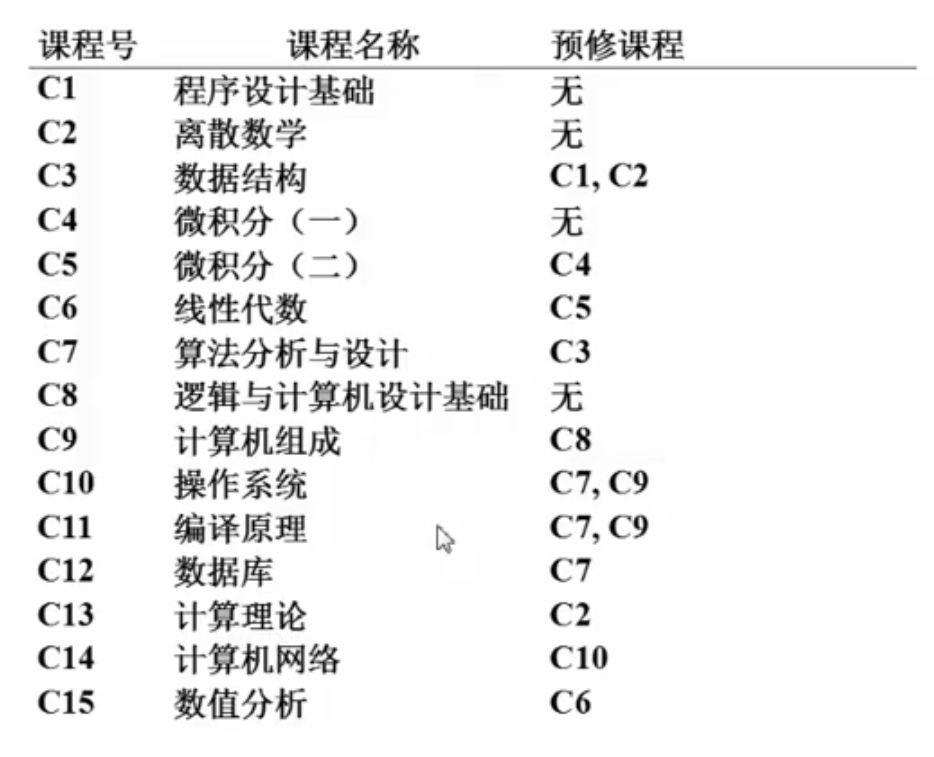 课程号 课程名称 预修课程
C1 程序设计基础 无
C2 离散数学 无
C3 数据结构 C1, C2
C4 微积分（一） 无
C5 微积分（二） C4
C6 线性代数 C5
C7 算法分析与设计 C3
C8 逻辑与计算机设计基础 无
C9 计算机组成 C8
C10 操作系统 C7, C9
C11 编译原理 C7, C9
C12 数据库 C7
C13 计算理论 C2
C14 计算机网络 C10
C15 数值分析 C6